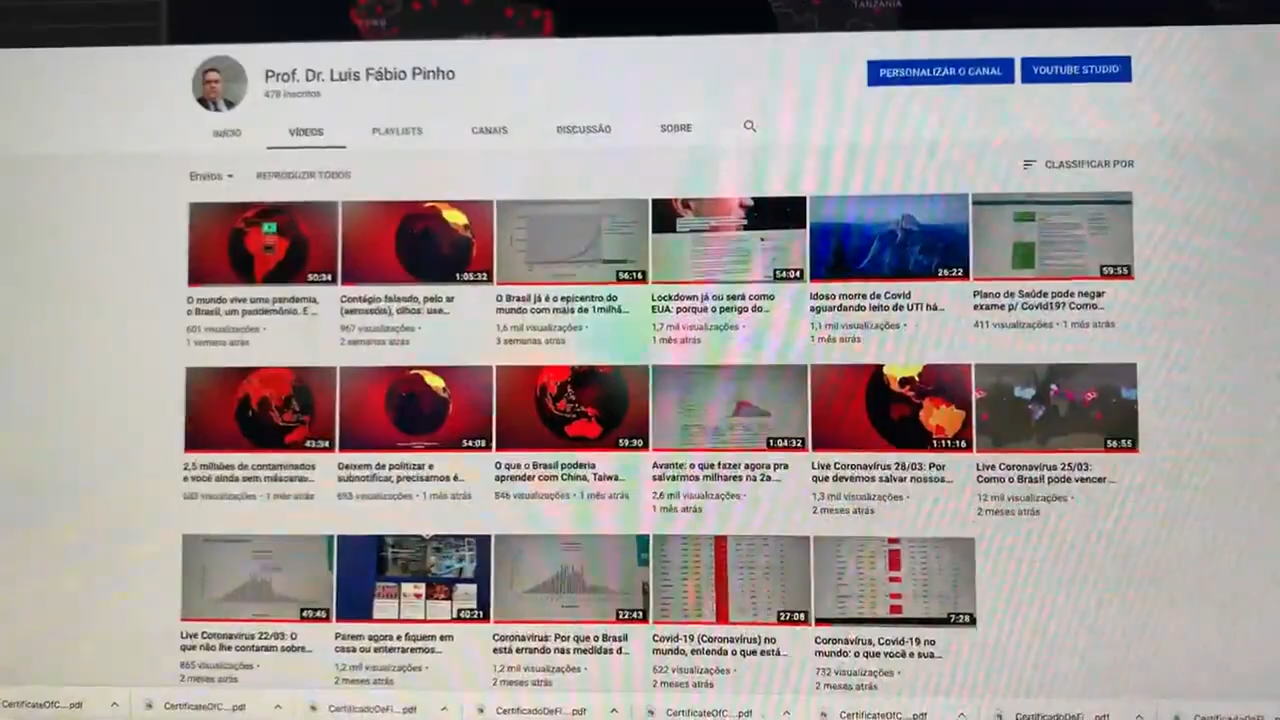 TANZANIA
Prof. Dr. Luis Fábio Pinho
478 inscritos
PERSONALIZAR O CANAL
YOUTUBE STUDIO
INÍCIO
VÍDEOS
PLAYLISTS
CANAIS
DISCUSSÃO
SOBRE
Envios
REPRODUZIR TODOS
CLASSIFICAR POR
50:34
1:05:32
56:16
54:04
26:22
59:55
O mundo vive uma pandemia,
o Brasil, um pandemônio. E ...
601 visualizações •
1 semana atrás
Contágio falando, pelo ar
(aerossóis), olhos: use...
967 visualizações •
2 semanas atrás
O Brasil já é o epicentro do
mundo com mais de 1milhã...
1,6 mil visualizações •
3 semanas atrás
Lockdown já ou será como
EUA: porque o perigo do...
1,7 mil visualizações •
1 mês atrás
Idoso morre de Covid
aguardando leito de UTI há...
1,1 mil visualizações •
1 mês atrás
Plano de Saúde pode negar
exame p/ Covid19? Como...
411 visualizações • 1 mês atrás
43:34
54:08
59:30
1:04:32
1:11:16
56:55
2,5 milhões de contaminados
e você ainda sem máscaras...
visualizações • 1 mês atrás
Deixem de politizar e
subnotificar, precisamos é...
693 visualizações • 1 mês atrás
O que o Brasil poderia
aprender com China, Taiwa...
846 visualizações • 1 mês atrás
Avante: o que fazer agora pra
salvarmos milhares na 2a....
2,6 mil visualizações •
1 mês atrás
Live Coronavírus 28/03: Por
que devemos salvar nossos...
1,3 mil visualizações •
2 meses atrás
Live Coronavírus 25/03:
Como o Brasil pode vencer ...
12 mil visualizações •
2 meses atrás
49:46
40:21
22:43
27:08
7:28
Live Coronavírus 22/03: O
que não lhe contaram sobre...
865 visualizações •
2 meses atrás
Parem agora e fiquem em
casa ou enterraremos...
1,2 mil visualizações •
2 meses atrás
Coronavírus: Por que o Brasil
está errando nas medidas d...
1,2 mil visualizações •
2 meses atrás
Covid-19 (Coronavírus) no
mundo, entenda o que está...
622 visualizações •
2 meses atrás
Coronavírus, Covid-19 no
mundo: o que você e sua...
732 visualizações •
2 meses atrás
CertificateOfC....pdf
CertificateOfC....pdf
CertificadoDeFi....pdf
CertificadoDeFi....pdf
CertificateOfC....pdf
CertificateOfC....pdf
CertificadoDeFi....pdf